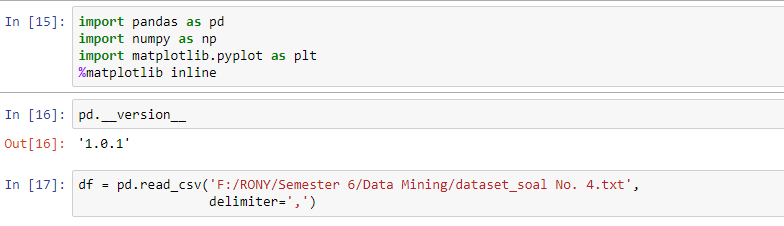 In [15]: import pandas as pd
import numpy as np
import matplotlib.pyplot as plt
%matplotlib inline
In [16]: pd.__version__
Out[16]: '1.0.1'
In [17]: df = pd.read_csv('F:/RONY/Semester 6/Data Mining/dataset_soal No. 4.txt',
delimiter=',')